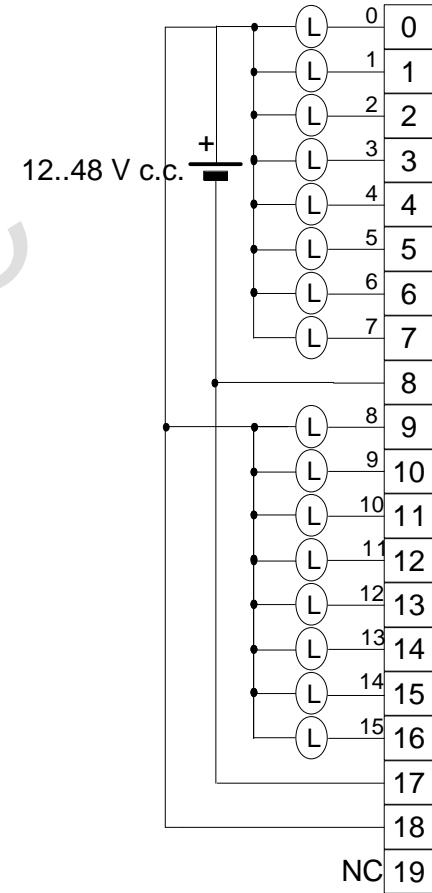 L 0 0
L 1 1
L 2 2
+
L 3 3
12..48 V c.c.
L 4 4
L 5 5
L 6 6
L 7 7
8
L 8 9
L 9 10
L 10 11
L 11 12
L 12 13
L 13 14
L 14 15
L 15 16
17
18
NC 19